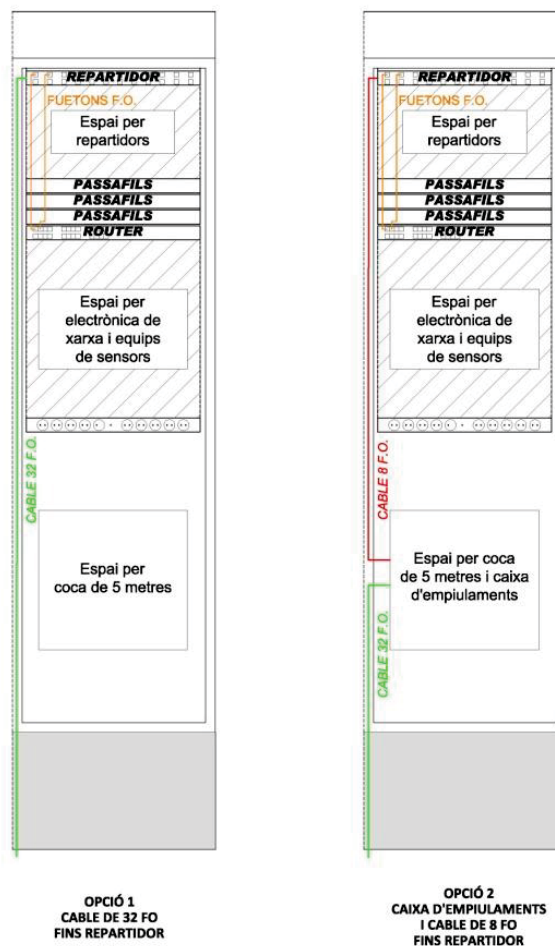 REPARTIDOR
FUETONS F.O.
Espai per
repartidors
PASSAFILS
PASSAFILS
PASSAFILS
ROUTER
Espai per
electrònica de
xarxa i equips
de sensors
CABLE 32 F.O.
Espai per
coca de 5 metres
OPCIÓ 1
CABLE DE 32 FO
FINS REPARTIDOR
REPARTIDOR
FUETONS F.O.
Espai per
repartidors
PASSAFILS
PASSAFILS
PASSAFILS
ROUTER
Espai per
electrònica de
xarxa i equips
de sensors
CABLE 8 F.O.
Espai per coca
de 5 metres i caixa
d'empiulaments
CABLE 32 F.O.
OPCIÓ 2
CAIXA D'EMPIULAMENTS
I CABLE DE 8 FO
FINS REPARTIDOR